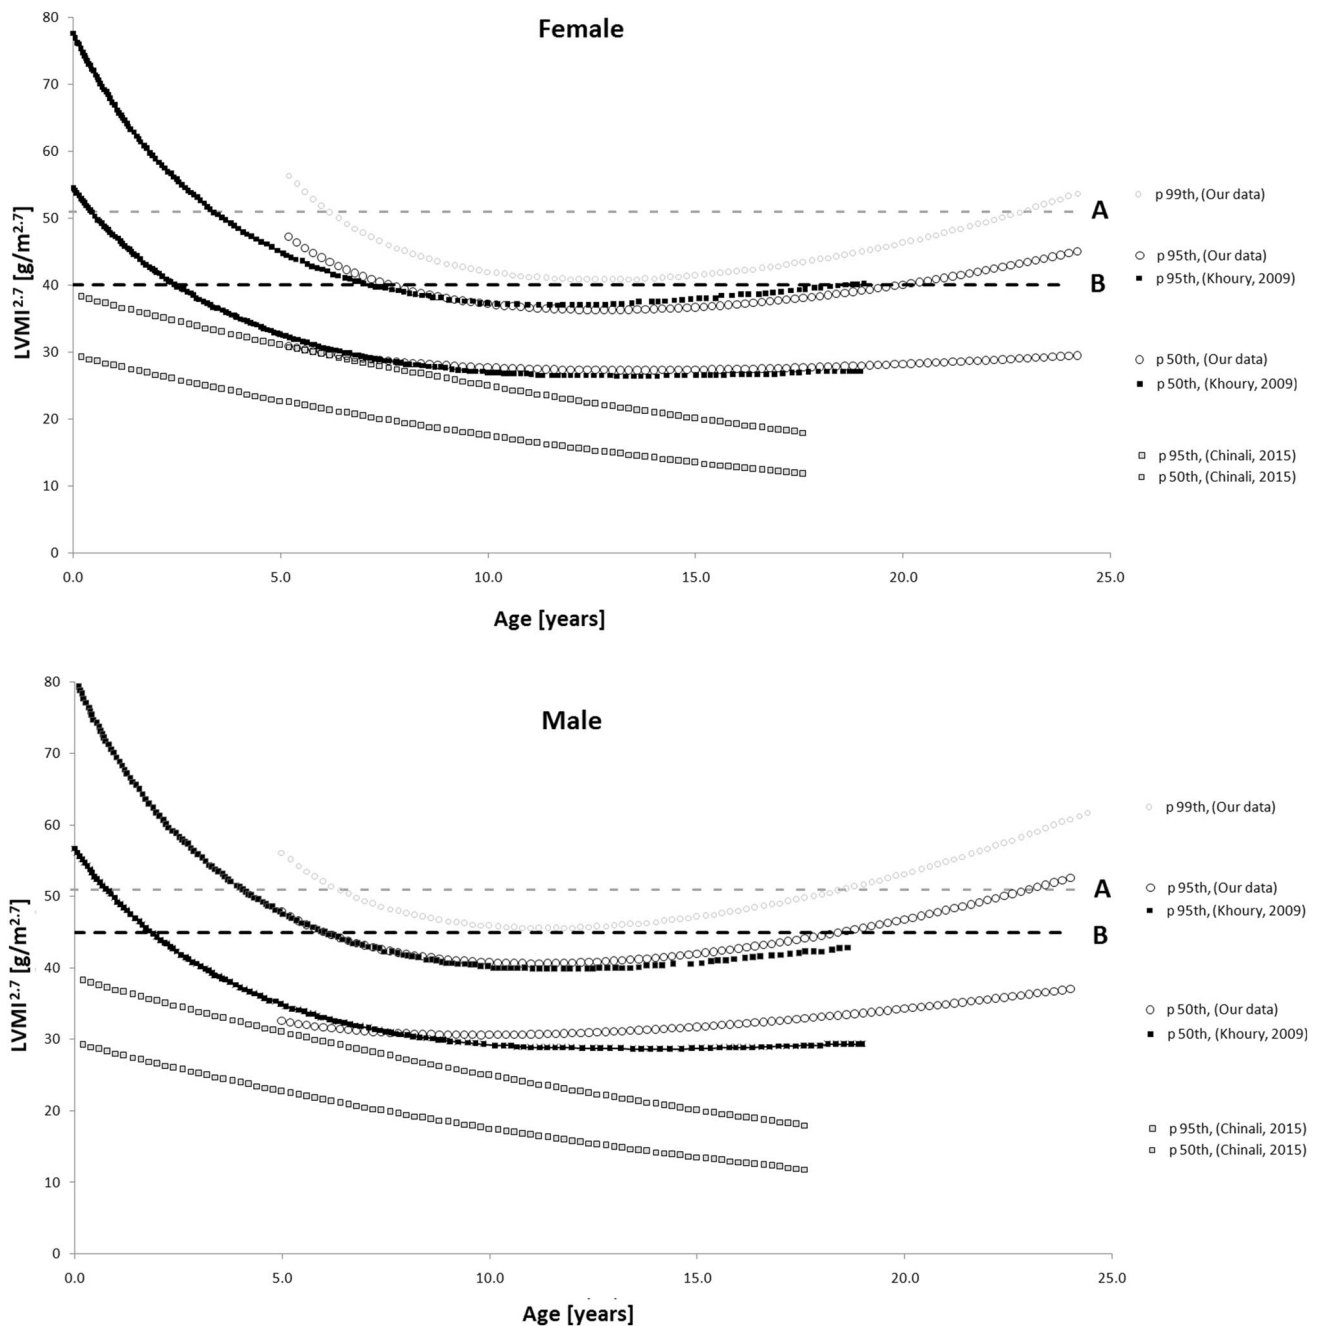 Female
80
70
60
50
40
30
20
10
0
LVMI2.7 [g/m2.7]
0.0 5.0 10.0 15.0 20.0 25.0
Age [years]
A
B
p 99th, (Our data)
p 95th, (Our data)
p 95th, (Khoury, 2009)
p 50th, (Our data)
p 50th, (Khoury, 2009)
p 95th, (Chinali, 2015)
p 50th, (Chinali, 2015)
Male
80
70
60
50
40
30
20
10
0
LVMI2.7 [g/m2.7]
0.0 5.0 10.0 15.0 20.0 25.0
Age [years]
A
B
p 99th, (Our data)
p 95th, (Our data)
p 95th, (Khoury, 2009)
p 50th, (Our data)
p 50th, (Khoury, 2009)
p 95th, (Chinali, 2015)
p 50th, (Chinali, 2015)